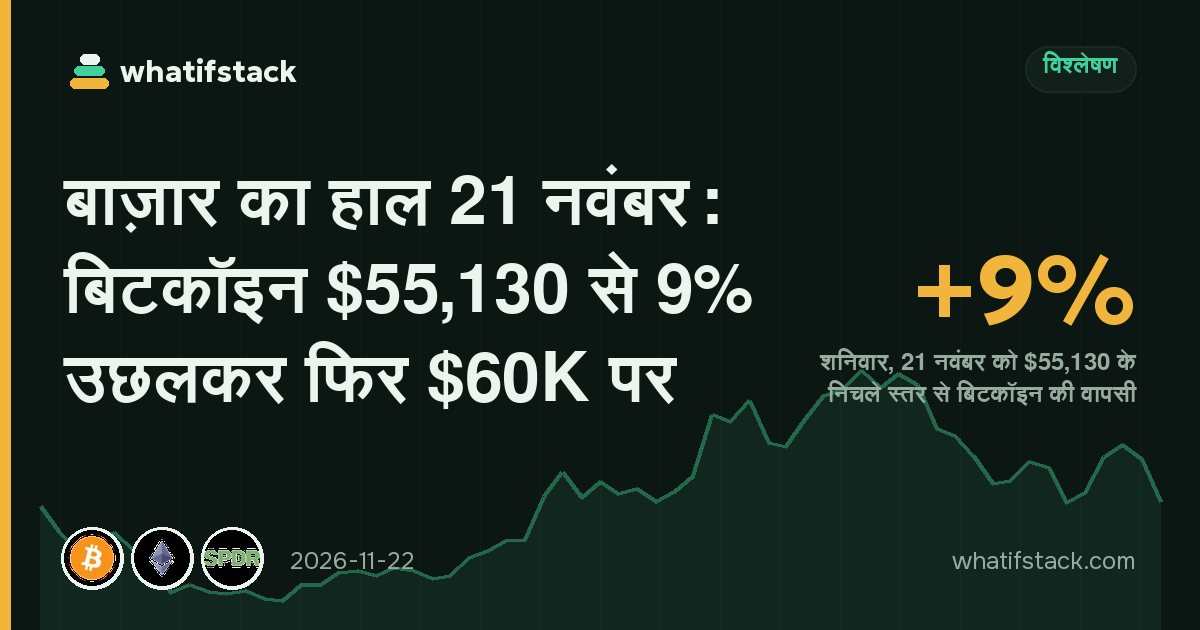 whatifstack
विश्लेषण
बाज़ार का हाल 21 नवंबर:
बिटकॉइन $55,130 से 9%
उछलकर फिर $60K पर
+9%
शनिवार, 21 नवंबर को $55,130 के
निचले स्तर से बिटकॉइन की वापसी
SPDR
2026-11-22
whatifstack.com